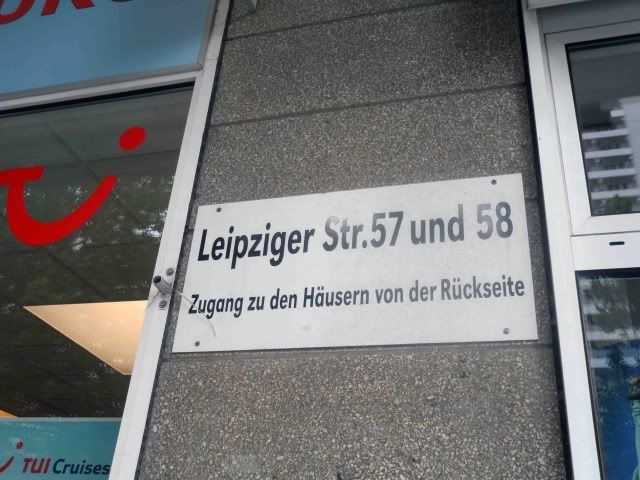 Leipziger Str.57 und 58
Zugang zu den Häusern von der Rückseite
TUI Cruises